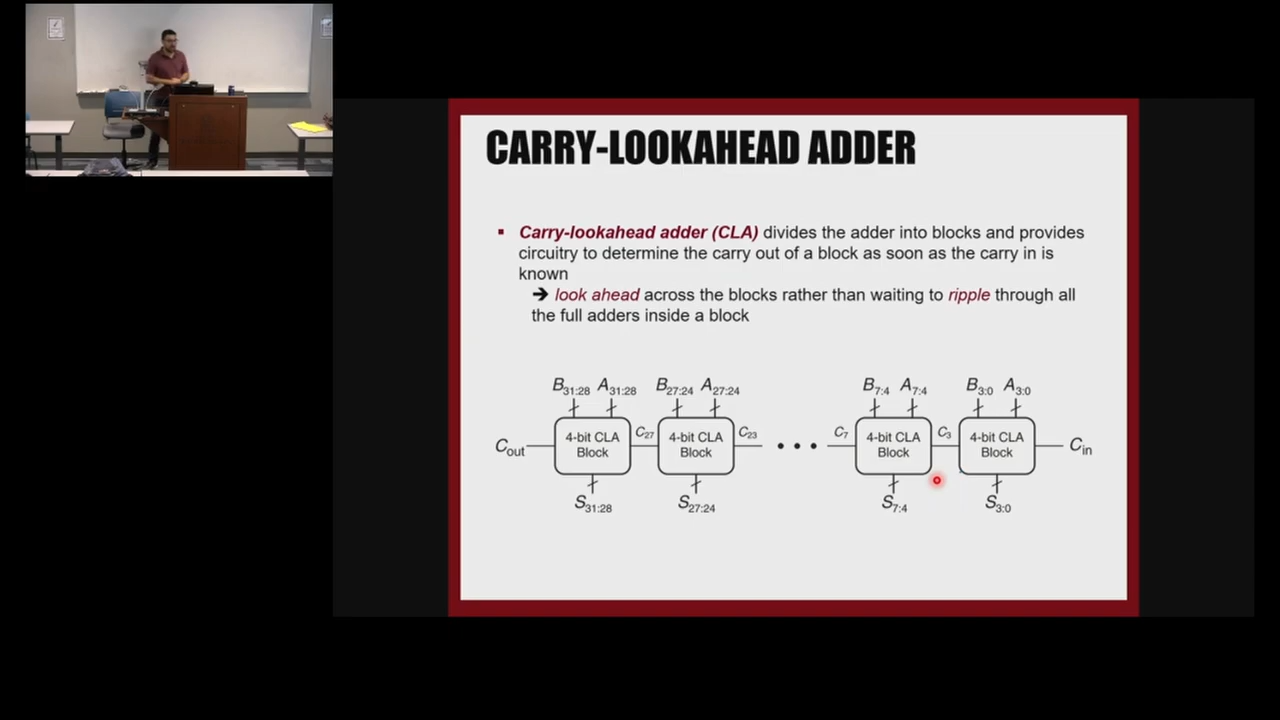 CARRY-LOOKAHEAD ADDER
▪ Carry-lookahead adder (CLA) divides the adder into blocks and provides
circuitry to determine the carry out of a block as soon as the carry in is
known
➔ look ahead across the blocks rather than waiting to ripple through all
the full adders inside a block
B31:28 A31:28 B27:24 A27:24 B7:4 A7:4 B3:0 A3:0
Cout 4-bit CLA Block C27 4-bit CLA Block C23 • • • C7 4-bit CLA Block C3 4-bit CLA Block Cin
S31:28 S27:24 S7:4 S3:0